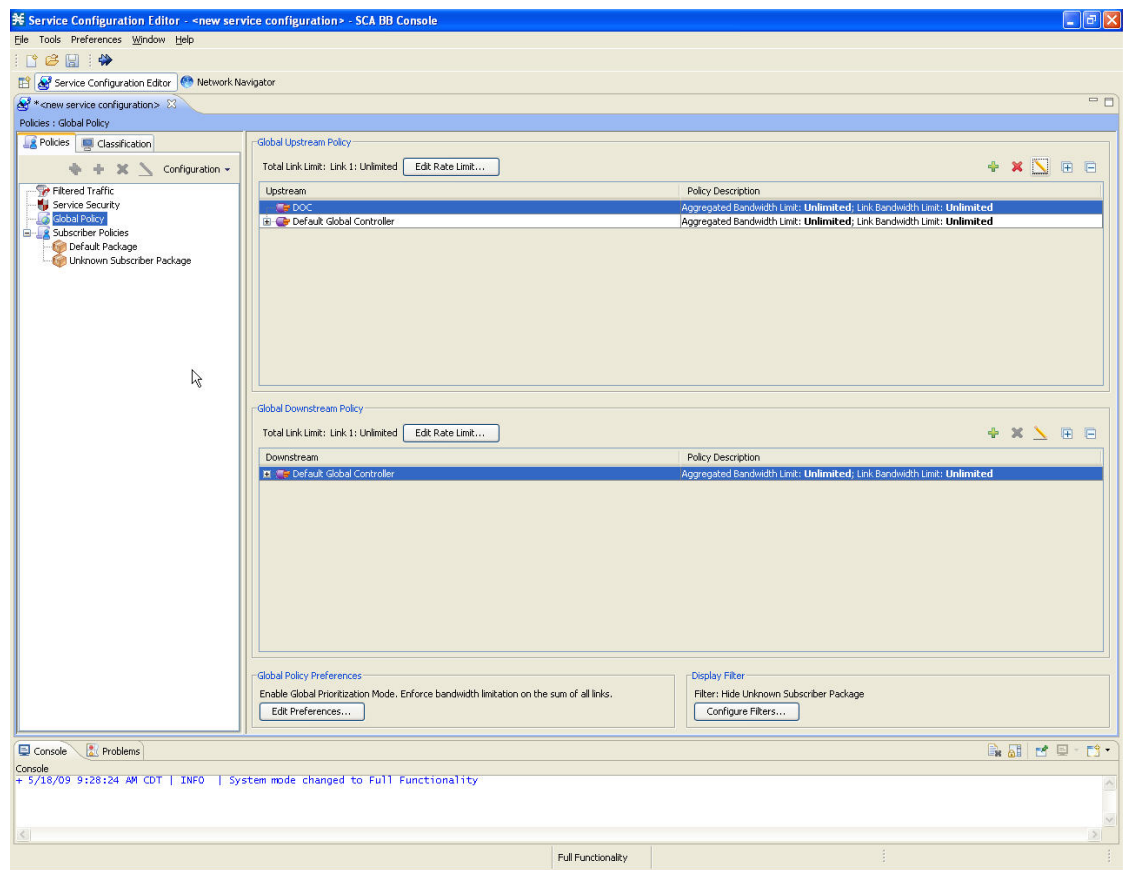 Service Configuration Editor - <new service configuration> - SCA BB Console
File Tools Preferences Window Help
Service Configuration Editor Network Navigator
*<new service configuration>
Policies : Global Policy
Policies Classification
Configuration
Filtered Traffic
Service Security
Global Policy
Subscriber Policies
Default Package
Unknown Subscriber Package
Global Upstream Policy
Total Link Limit: Link 1: Unlimited Edit Rate Limit...
Upstream Policy Description
DOC Aggregated Bandwidth Limit: Unlimited; Link Bandwidth Limit: Unlimited
Default Global Controller Aggregated Bandwidth Limit: Unlimited; Link Bandwidth Limit: Unlimited
Global Downstream Policy
Total Link Limit: Link 1: Unlimited Edit Rate Limit...
Downstream Policy Description
Default Global Controller Aggregated Bandwidth Limit: Unlimited; Link Bandwidth Limit: Unlimited
Global Policy Preferences
Enable Global Prioritization Mode. Enforce bandwidth limitation on the sum of all links.
Edit Preferences...
Display Filter
Filter: Hide Unknown Subscriber Package
Configure Filters...
Console Problems
Console
+ 5/18/09 9:28:24 AM CDT | INFO | System mode changed to Full Functionality
Full Functionality